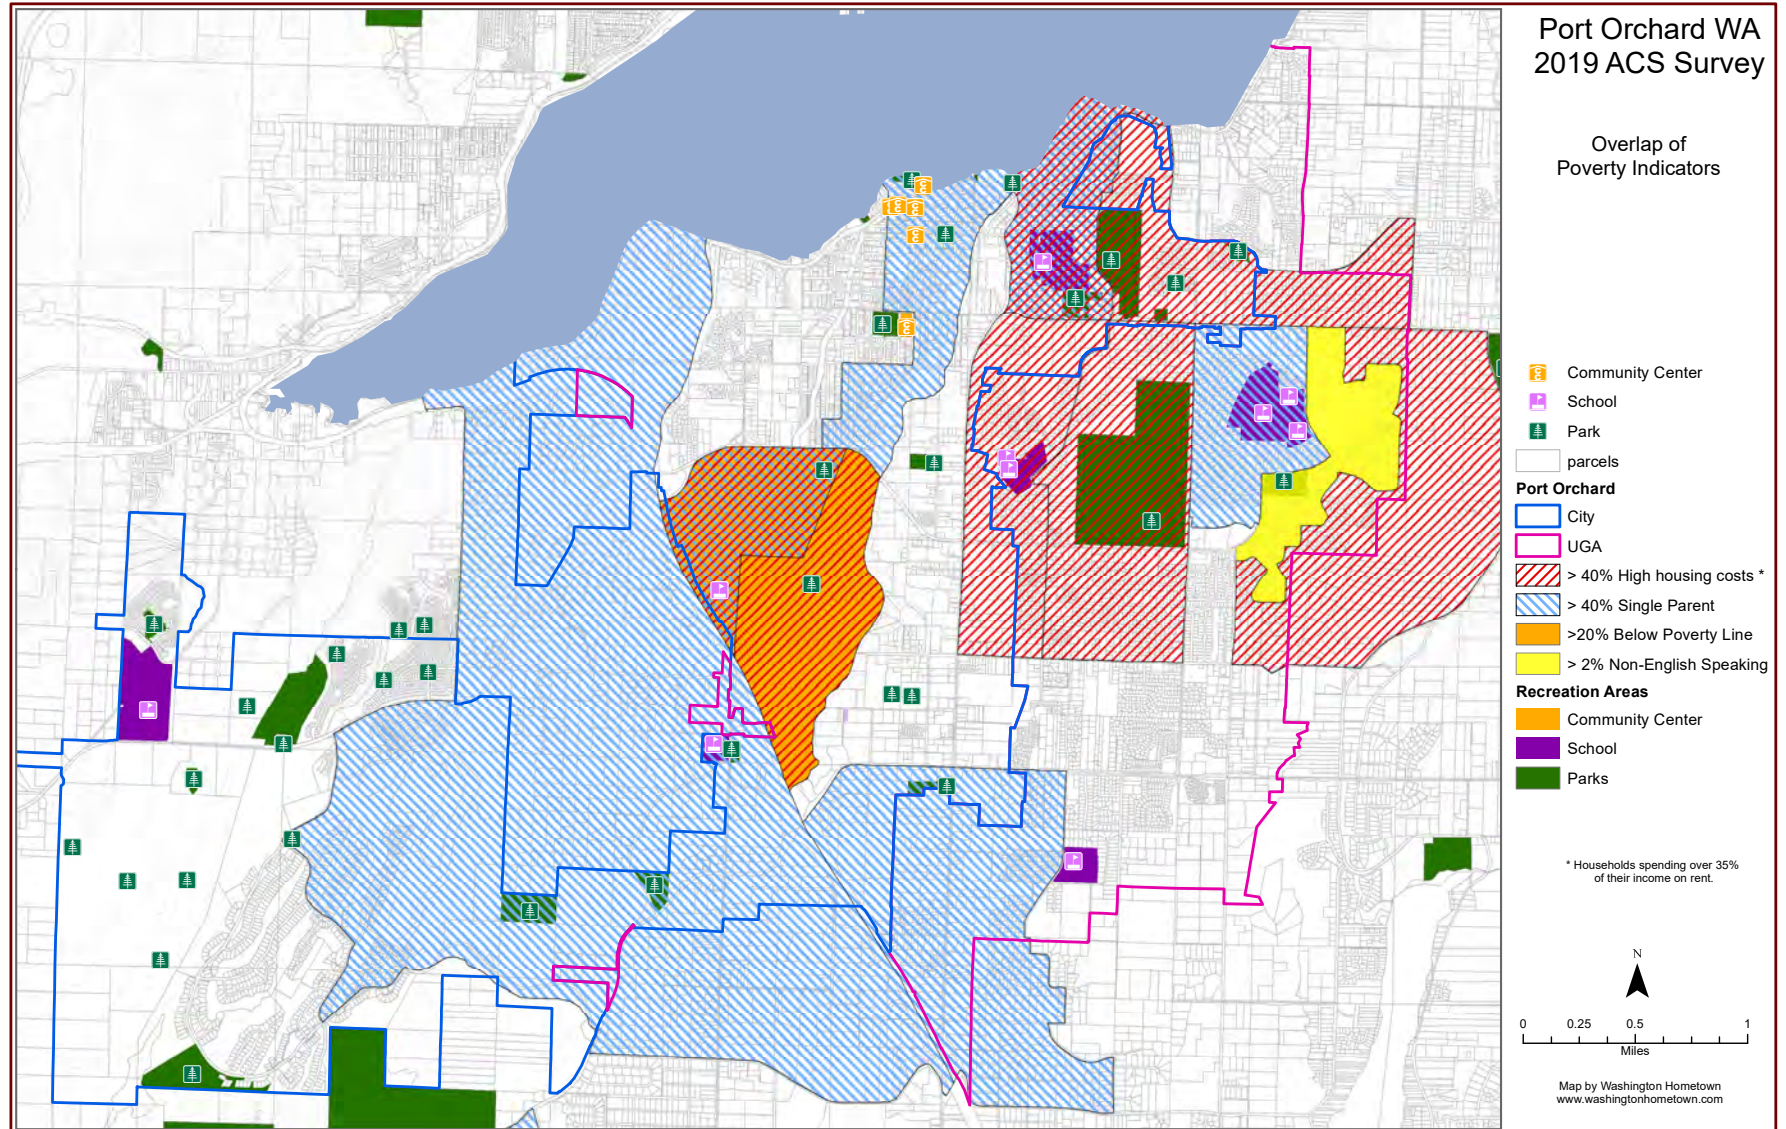 Port Orchard WA
2019 ACS Survey
Overlap of
Poverty Indicators
Community Center
School
Park
parcels
Port Orchard
City
UGA
> 40% High housing costs *
> 40% Single Parent
>20% Below Poverty Line
> 2% Non-English Speaking
Recreation Areas
Community Center
School
Parks
* Households spending over 35%
of their income on rent.
N
0 0.25 0.5 1
Miles
Map by Washington Hometown
www.washingtonhometown.com